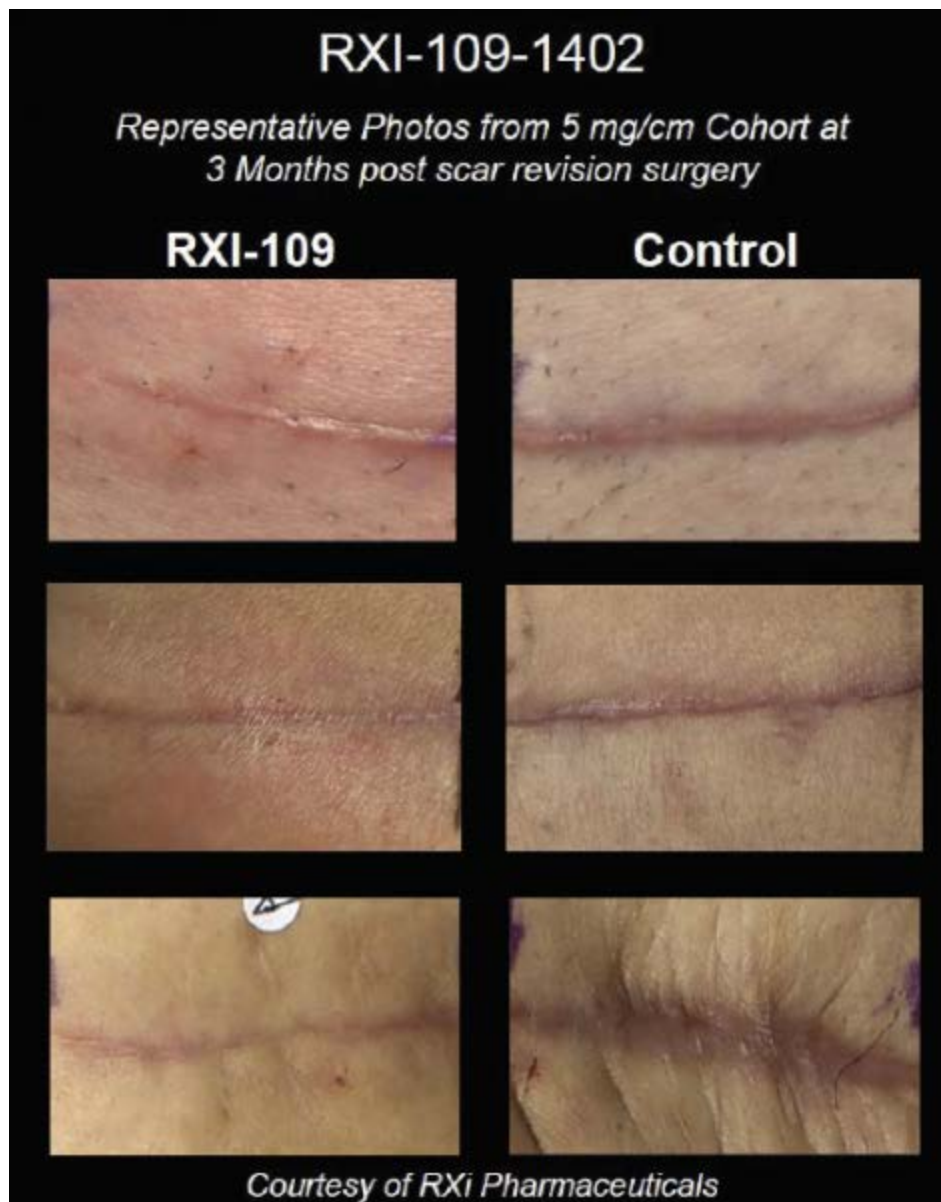 RXI-109-1402
Representative Photos from 5 mg/cm Cohort at
3 Months post scar revision surgery
RXI-109
Control
Courtesy of RXi Pharmaceuticals